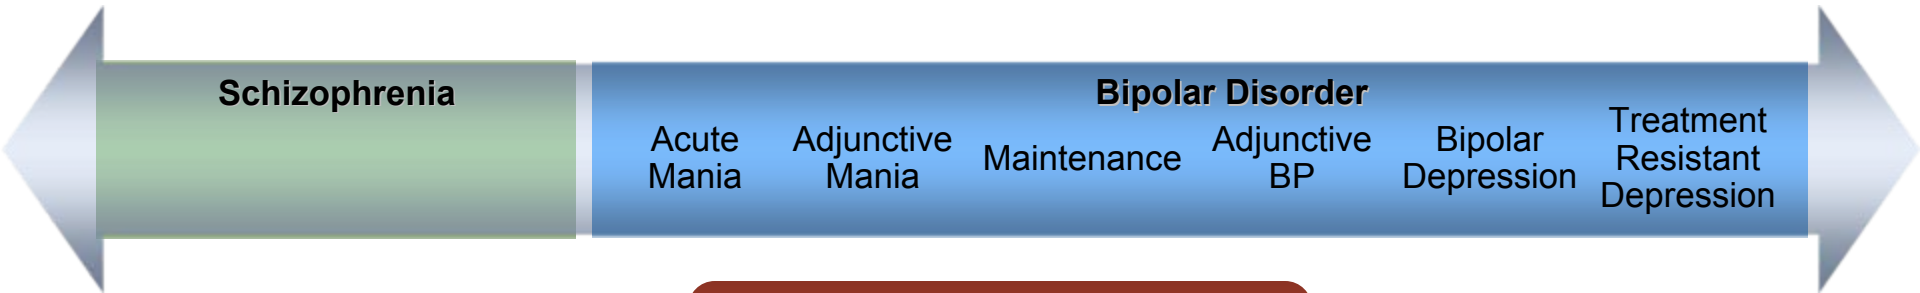 Schizophrenia
Bipolar Disorder
Acute
Mania
Adjunctive
Mania
Maintenance
Adjunctive
BP
Bipolar
Depression
Treatment
Resistant
Depression